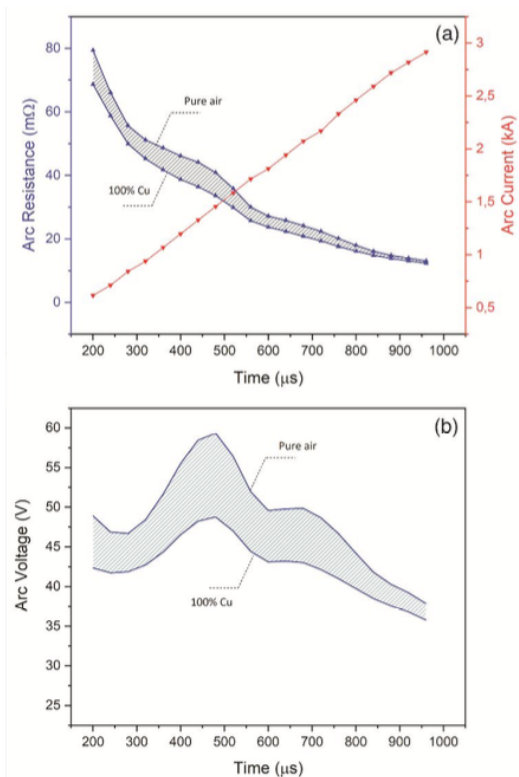 (a)
80
60
40
20
0
Arc Resistance (mΩ)
Pure air
100% Cu
3
2,5
2
1,5
1
0,5
Arc Current (kA)
200 300 400 500 600 700 800 900 1000
Time (μs)
(b)
60
55
50
45
40
35
30
25
Arc Voltage (V)
Pure air
100% Cu
200 300 400 500 600 700 800 900 1000
Time (μs)